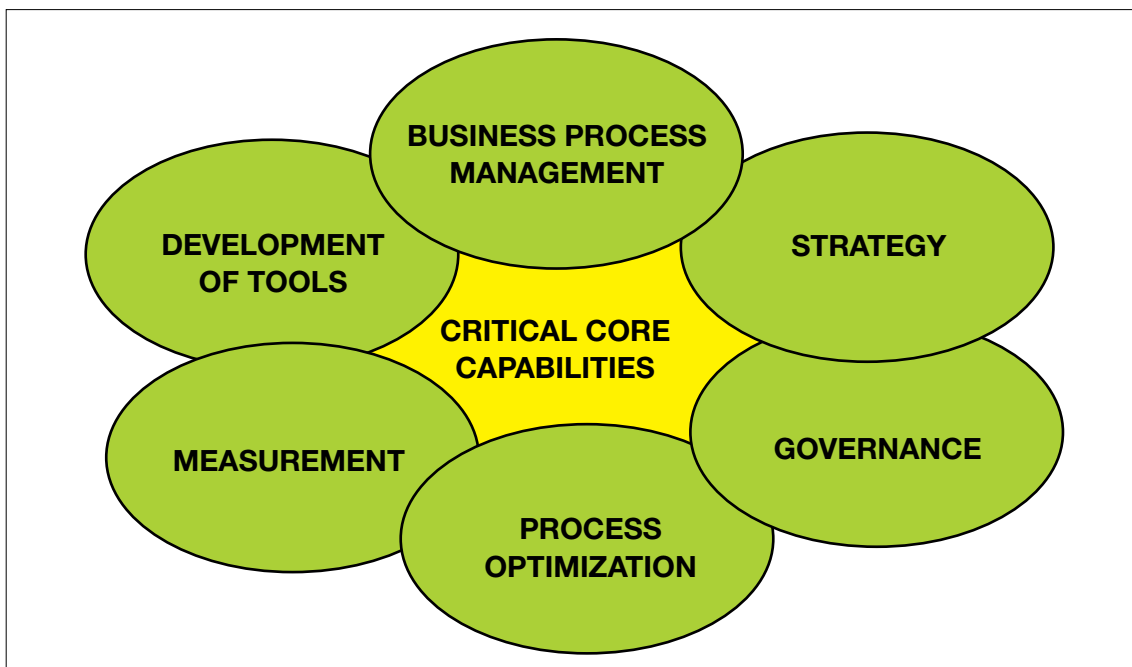 BUSINESS PROCESS
MANAGEMENT
DEVELOPMENT
OF TOOLS
STRATEGY
CRITICAL CORE
CAPABILITIES
MEASUREMENT
GOVERNANCE
PROCESS
OPTIMIZATION